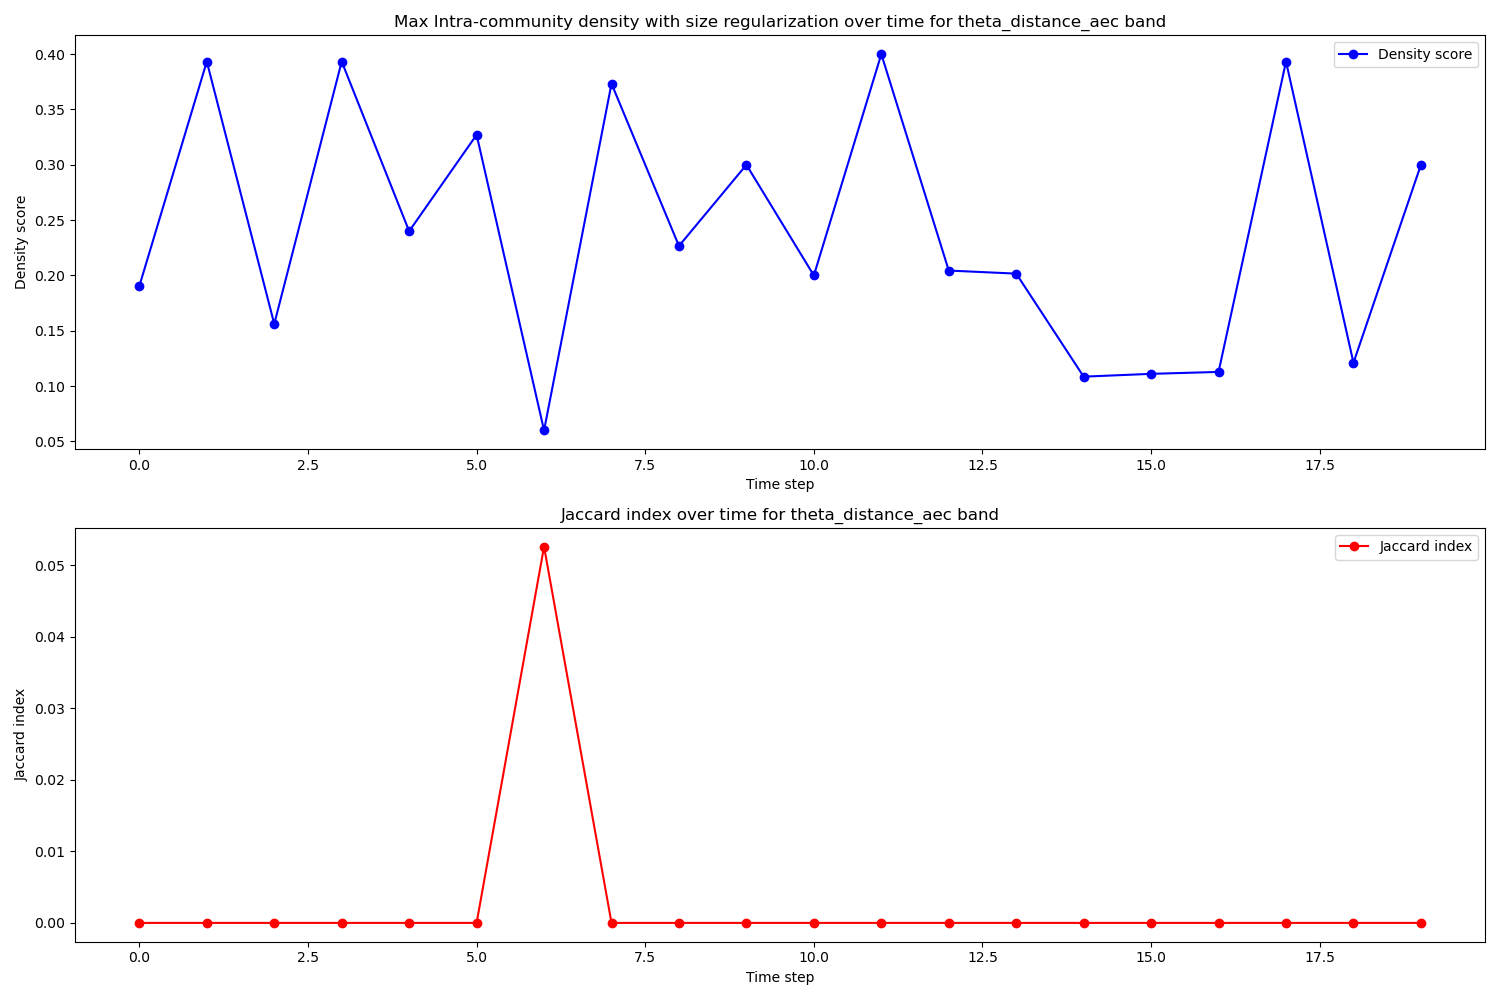 Max Intra-community density with size regularization over time for theta_distance_aec band
Density score
0.40
0.35
0.30
0.25
0.20
0.15
0.10
0.05
Density score
0.0 2.5 5.0 7.5 10.0 12.5 15.0 17.5
Time step
Jaccard index over time for theta_distance_aec band
Jaccard index
0.05
0.04
0.03
0.02
0.01
0.00
Jaccard index
0.0 2.5 5.0 7.5 10.0 12.5 15.0 17.5
Time step